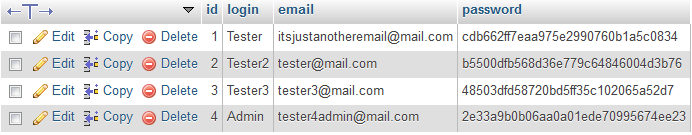 id login email password
Edit Copy Delete 1 Tester itsjustanotheremail@mail.com cdb662ff7eaa975e2990760b1a5c0834
Edit Copy Delete 2 Tester2 tester@mail.com b5500dfb568d36e779c64846004d3b76
Edit Copy Delete 3 Tester3 tester3@mail.com 48503dfd58720bd5ff35c102065a52d7
Edit Copy Delete 4 Admin tester4admin@mail.com 2e33a9b0b06aa0a01ede70995674ee23